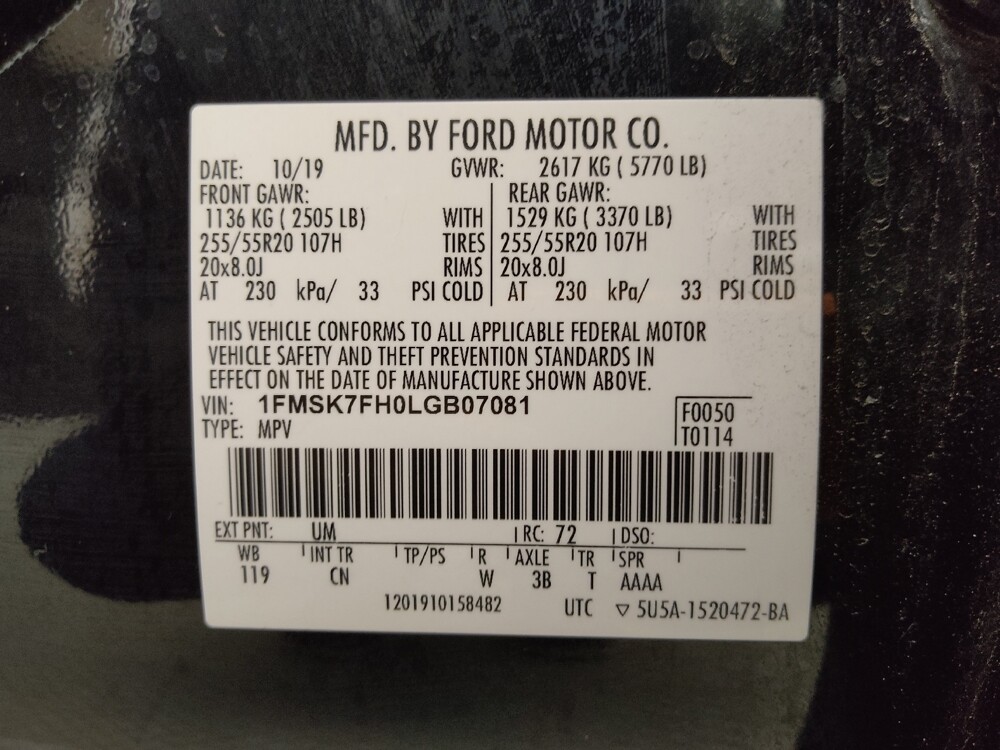 MFD. BY FORD MOTOR CO.
DATE: 10/19 GVWR: 2617 KG ( 5770 LB)
FRONT GAWR: REAR GAWR:
1136 KG ( 2505 LB) WITH 1529 KG ( 3370 LB) WITH
255/55R20 107H TIRES 255/55R20 107H TIRES
20x8.0J RIMS 20x8.0J RIMS
AT 230 kPa/ 33 PSI COLD AT 230 kPa/ 33 PSI COLD
THIS VEHICLE CONFORMS TO ALL APPLICABLE FEDERAL MOTOR
VEHICLE SAFETY AND THEFT PREVENTION STANDARDS IN
EFFECT ON THE DATE OF MANUFACTURE SHOWN ABOVE.
VIN: 1FMSK7FH0LGB07081 F0050
TYPE: MPV T0114
EXT PNT: UM RC: 72 DSO:
WB INT TR TP/PS R AXLE TR SPR
119 CN W 3B T AAAA
1201910158482 UTC ▽ 5U5A-1520472-BA